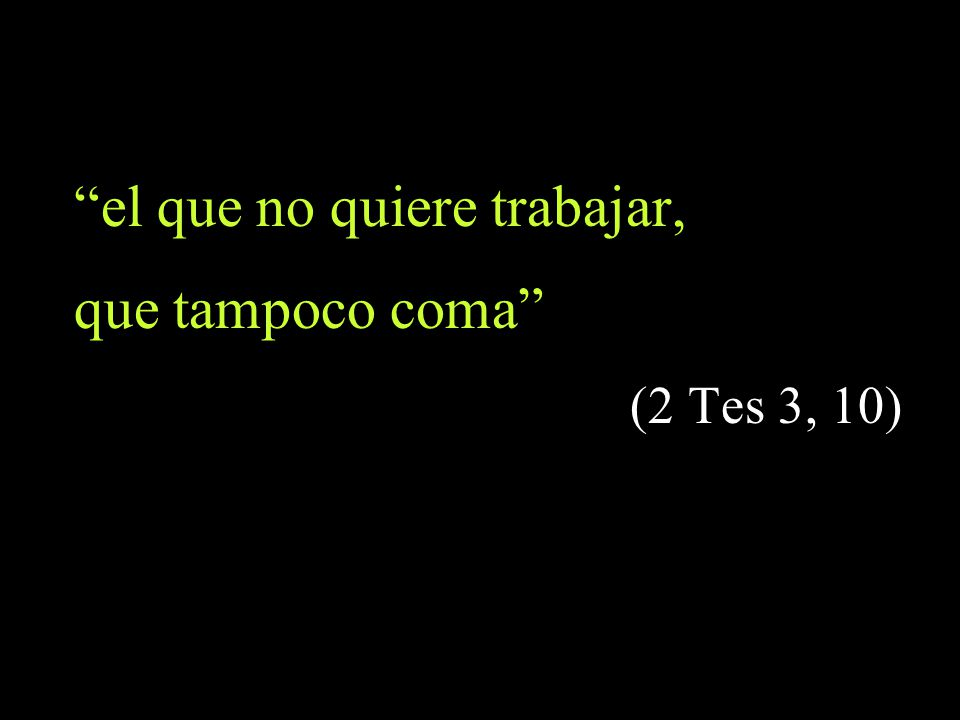 “el que no quiere trabajar,
que tampoco coma”
(2 Tes 3, 10)